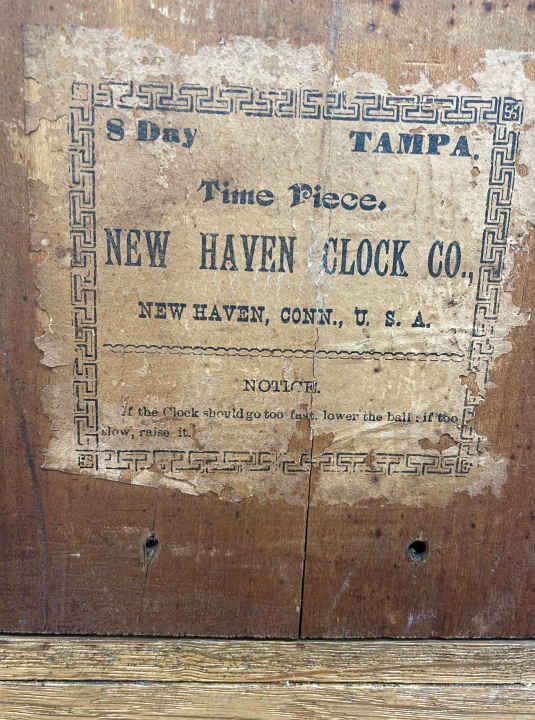 8 Day TAMPA.
Time Piece.
NEW HAVEN CLOCK CO.,
NEW HAVEN, CONN., U. S. A.
NOTICE.
If the Clock should go too fast, lower the ball; if too
slow, raise it.